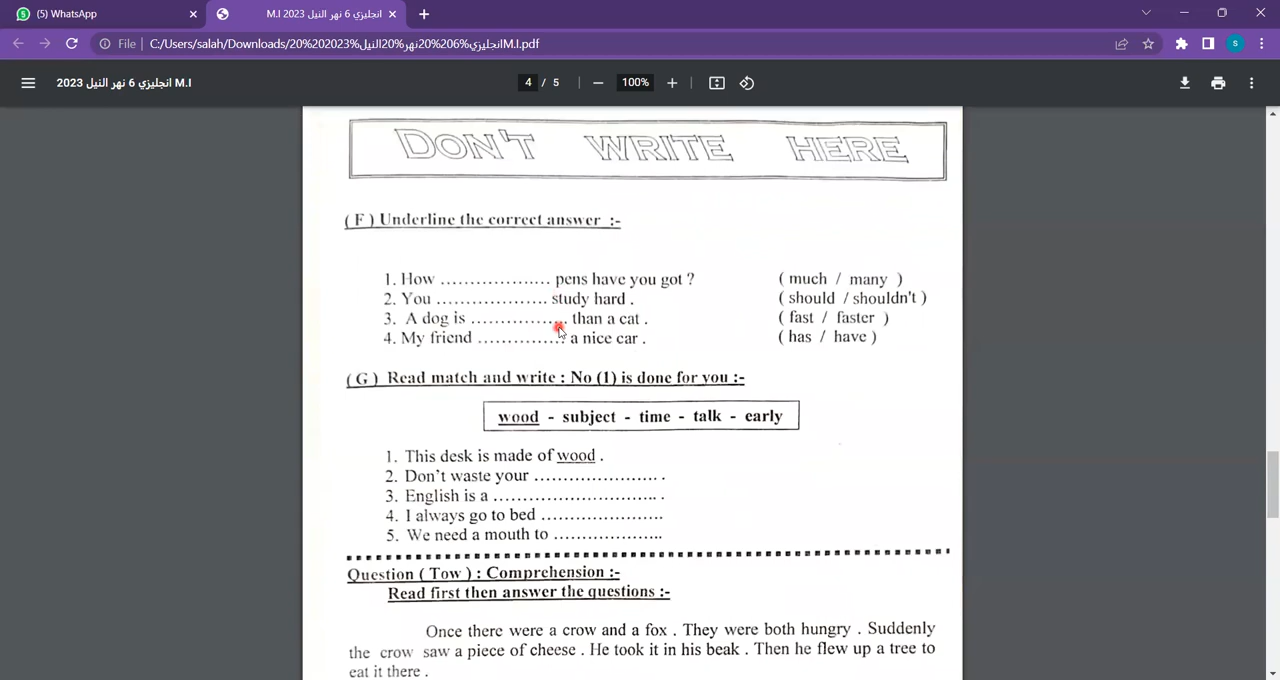 (5) WhatsApp
انجليزي 6 نهر النيل 2023 M.I
File | C:/Users/salah/Downloads/20%202023%النيل20%نهر20%206%انجليزيM.I.pdf
S
انجليزي 6 نهر النيل 2023 M.I
4 / 5
100%
DON'T WRITE HERE
( F ) Underline the correct answer :-
1. How ................... pens have you got ? ( much / many )
2. You ................... study hard . ( should / shouldn't )
3. A dog is ................. than a cat . ( fast / faster )
4. My friend ............... a nice car . ( has / have )
( G ) Read match and write : No (1) is done for you :-
wood - subject - time - talk - early
1. This desk is made of wood .
2. Don't waste your ...................... .
3. English is a ............................. .
4. I always go to bed ......................
5. We need a mouth to ....................
Question ( Tow ) : Comprehension :-
Read first then answer the questions :-
Once there were a crow and a fox . They were both hungry . Suddenly
the crow saw a piece of cheese . He took it in his beak . Then he flew up a tree to
eat it there .